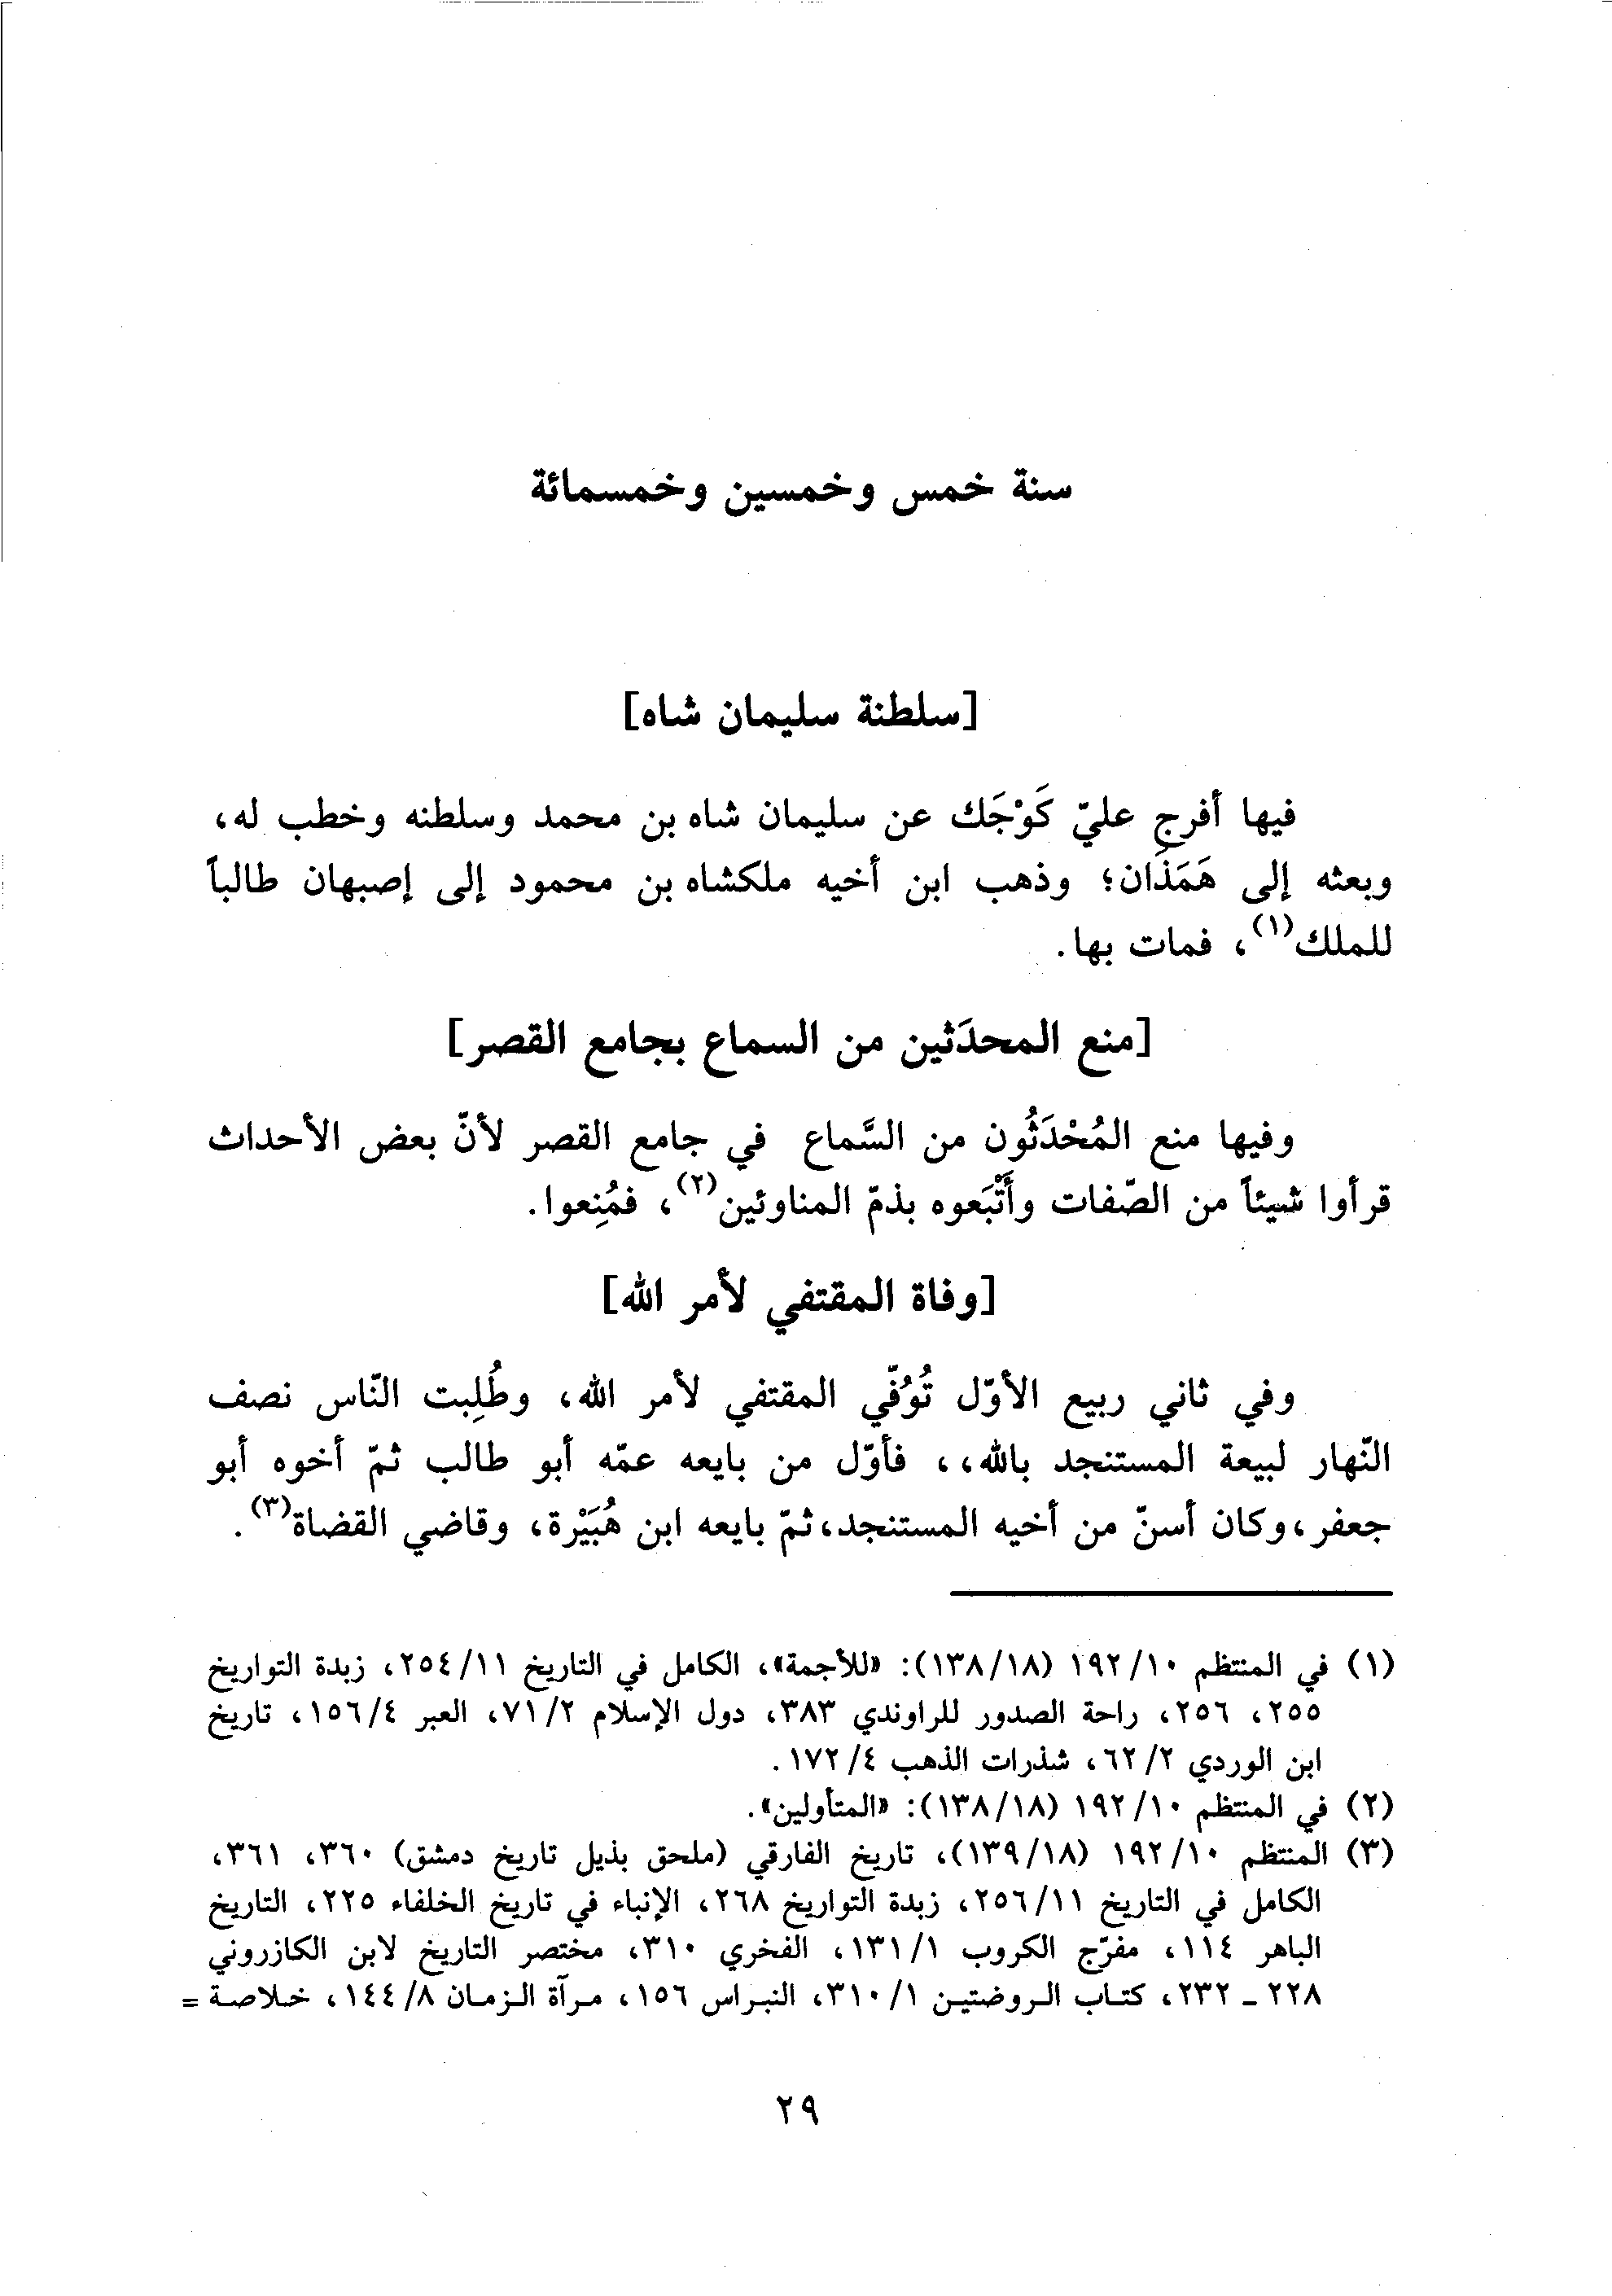 سنة خمس وخمسين وخمسمائة
[سلطنة سليمان شاه]
فيها أفرج عليّ كَوْجَك عن سليمان شاه بن محمد وسلطنه وخطب له،
وبعثه إلى هَمَذَان؛ وذهب ابن أخيه ملكشاه بن محمود إلى إصبهان طالباً
للملك(١)، فمات بها.
[منع المحدَثين من السماع بجامع القصر]
وفيها منع المُحْدَثُون من السَّماع في جامع القصر لأنّ بعض الأحداث
قرأوا شيئاً من الصّفات وأَتْبَعوه بذمّ المناوئين(٢)، فمُنِعوا.
[وفاة المقتفي لأمر الله]
وفي ثاني ربيع الأوّل تُوُفّي المقتفي لأمر الله، وطُلِبت النّاس نصف
النّهار لبيعة المستنجد بالله،، فأوّل من بايعه عمّه أبو طالب ثمّ أخوه أبو
جعفر، وكان أسنّ من أخيه المستنجد، ثمّ بايعه ابن هُبَيْرة، وقاضي القضاة(٣).
(١) في المنتظم ١٩٢/١٠ (١٣٨/١٨): «للأجمة»، الكامل في التاريخ ٢٥٤/١١، زبدة التواريخ
٢٥٥، ٢٥٦، راحة الصدور للراوندي ٣٨٣، دول الإسلام ٧١/٢، العبر ١٥٦/٤، تاريخ
ابن الوردي ٦٢/٢، شذرات الذهب ١٧٢/٤.
(٢) في المنتظم ١٩٢/١٠ (١٣٨/١٨): «المتأولين».
(٣) المنتظم ١٩٢/١٠ (١٣٩/١٨)، تاريخ الفارقي (ملحق بذيل تاريخ دمشق) ٣٦٠، ٣٦١،
الكامل في التاريخ ٢٥٦/١١، زبدة التواريخ ٢٦٨، الإنباء في تاريخ الخلفاء ٢٢٥، التاريخ
الباهر ١١٤، مفرّج الكروب ١٣١/١، الفخري ٣١٠، مختصر التاريخ لابن الكازروني
٢٢٨ ـ ٢٣٢، كتاب الروضتين ٣١٠/١، النبراس ١٥٦، مرآة الزمان ١٤٤/٨، خلاصة =
٢٩